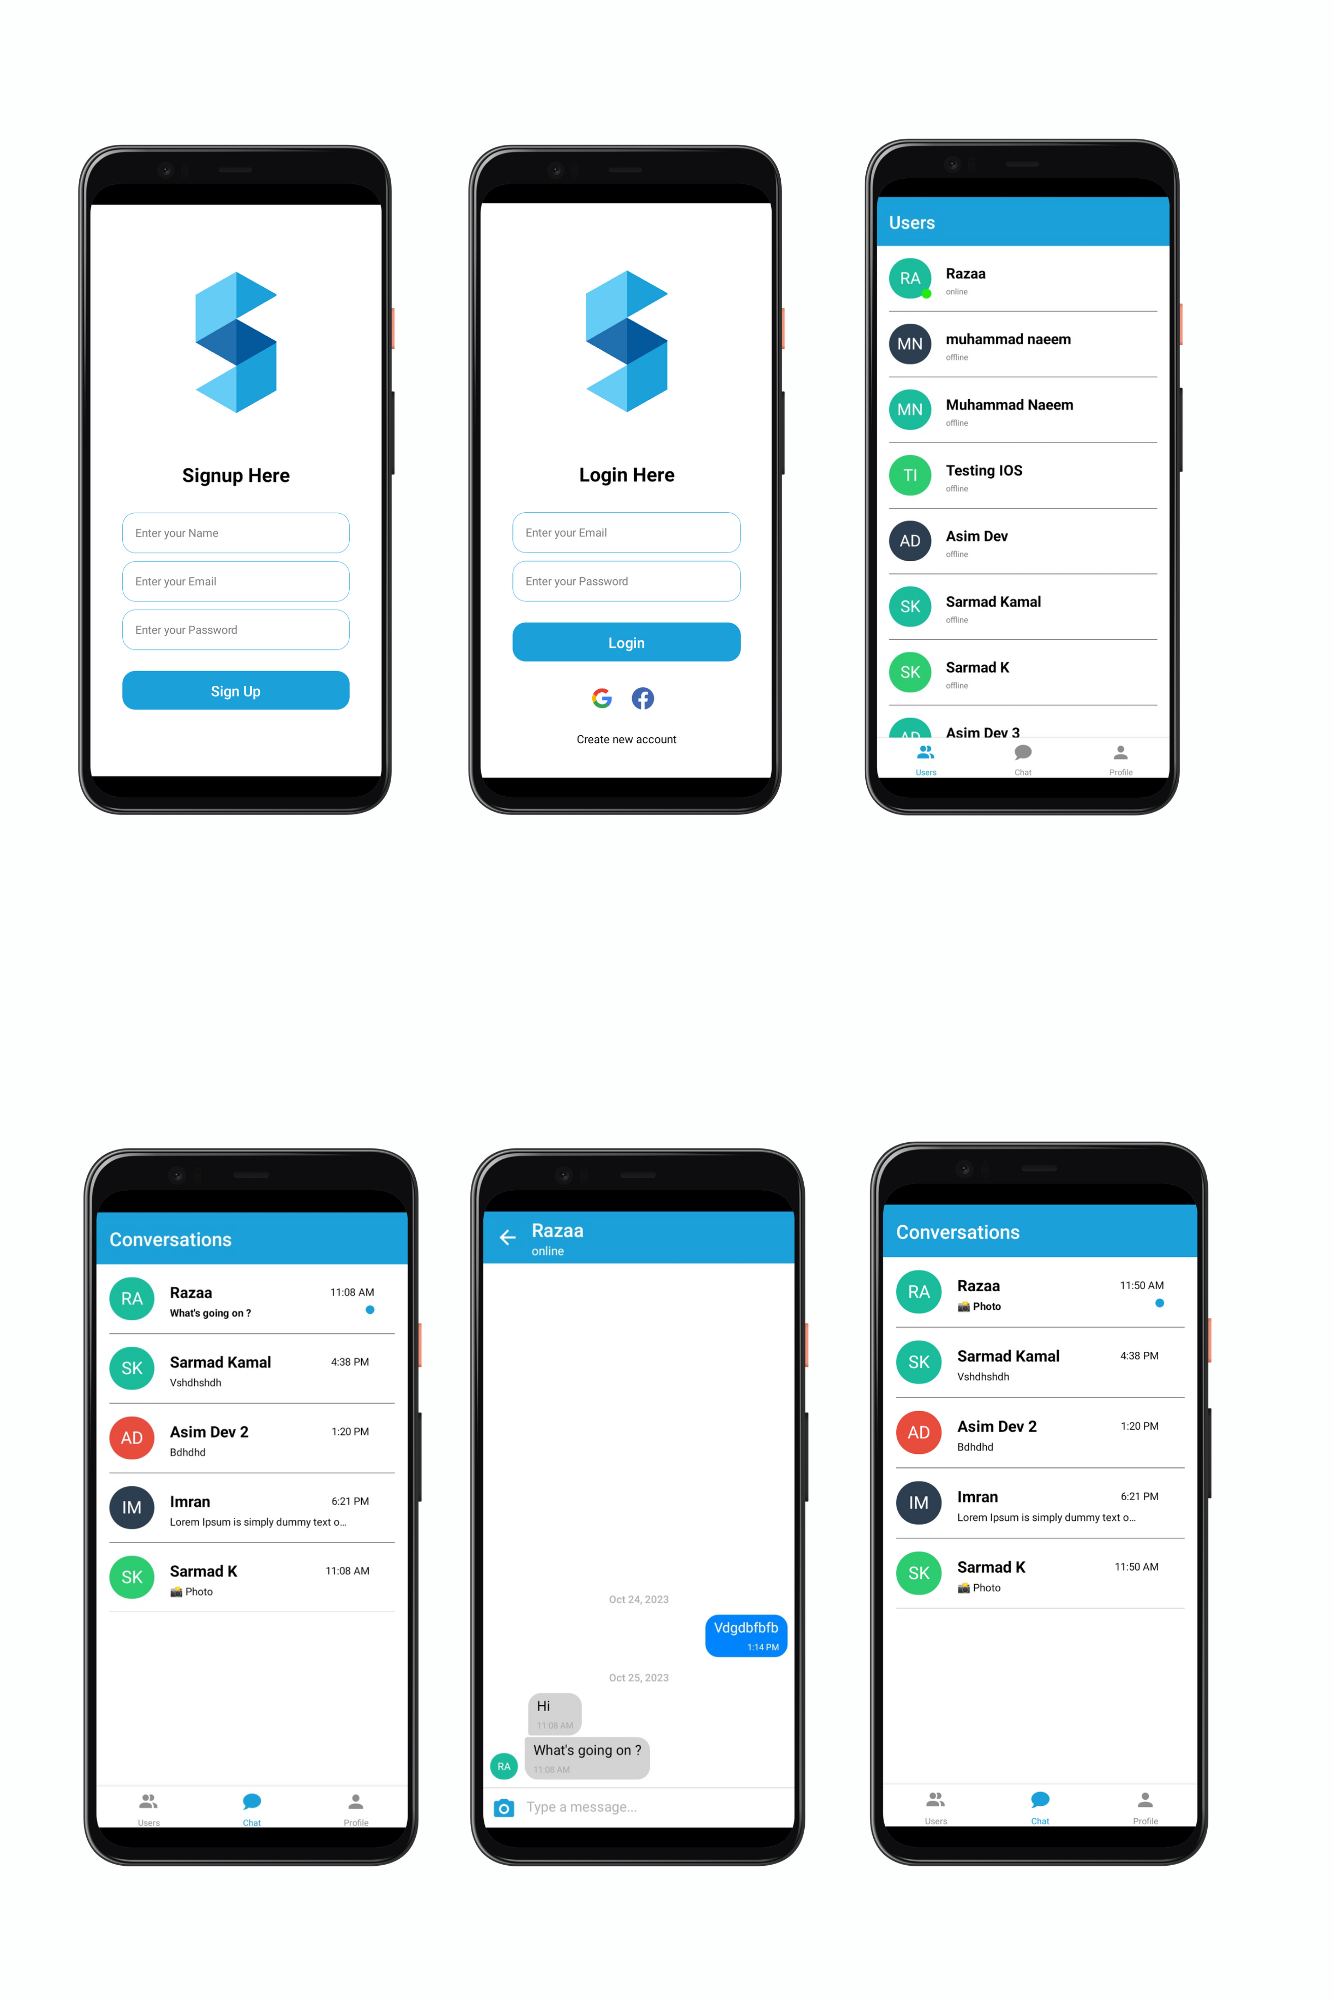 Signup Here
Enter your Name
Enter your Email
Enter your Password
Sign Up
Login Here
Enter your Email
Enter your Password
Login
Create new account
Users
RA
Razaa
online
MN
muhammad naeem
offline
MN
Muhammad Naeem
offline
TI
Testing IOS
offline
AD
Asim Dev
offline
SK
Sarmad Kamal
offline
SK
Sarmad K
offline
AD
Asim Dev 3
Users Chat Profile
Conversations
RA
Razaa 11:08 AM
What's going on ?
SK
Sarmad Kamal 4:38 PM
Vshdhshdh
AD
Asim Dev 2 1:20 PM
Bdhdhd
IM
Imran 6:21 PM
Lorem Ipsum is simply dummy text o...
SK
Sarmad K 11:08 AM
📸 Photo
Users Chat Profile
Razaa
online
Oct 24, 2023
Vdgdbfbfb
1:14 PM
Oct 25, 2023
Hi
11:08 AM
What's going on ?
11:08 AM
RA
Type a message...
Conversations
RA
Razaa 11:50 AM
📸 Photo
SK
Sarmad Kamal 4:38 PM
Vshdhshdh
AD
Asim Dev 2 1:20 PM
Bdhdhd
IM
Imran 6:21 PM
Lorem Ipsum is simply dummy text o...
SK
Sarmad K 11:50 AM
📸 Photo
Users Chat Profile